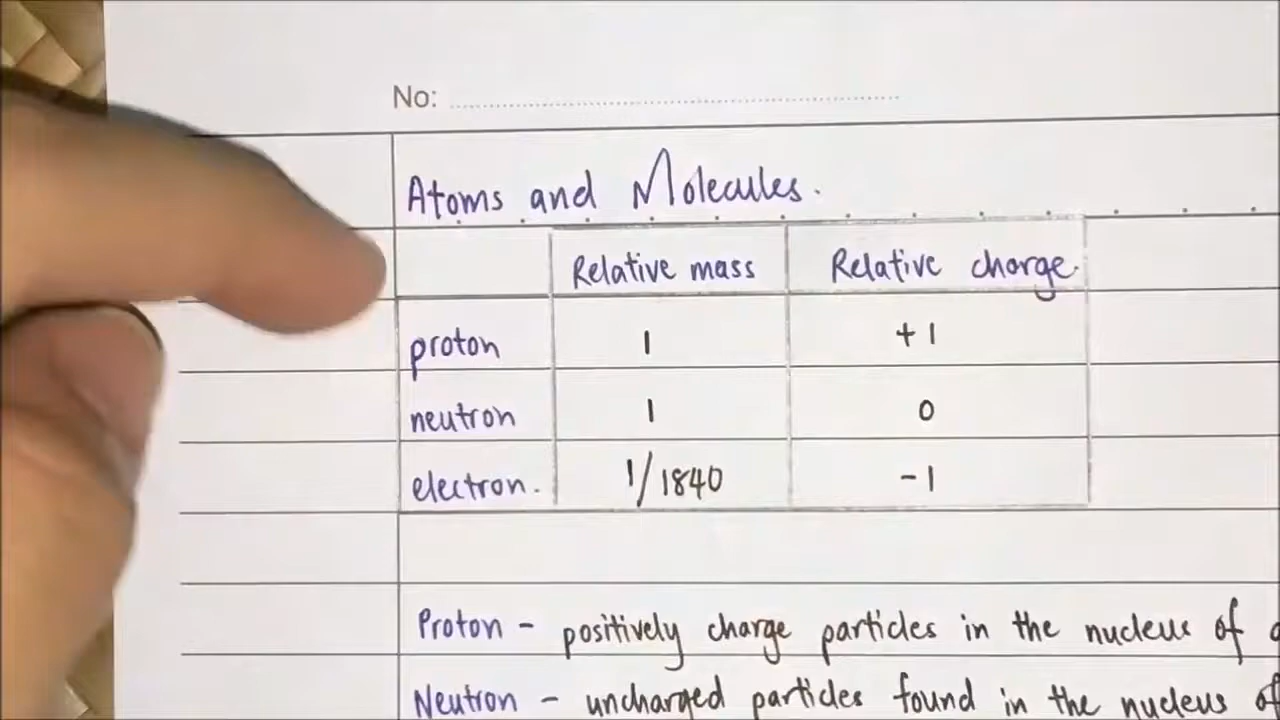 No:
Atoms and Molecules.
Relative mass Relative charge.
proton 1 +1
neutron 1 0
electron. 1/1840 -1
Proton - positively charge particles in the nucleus of
Neutron - uncharged particles found in the nucleus of